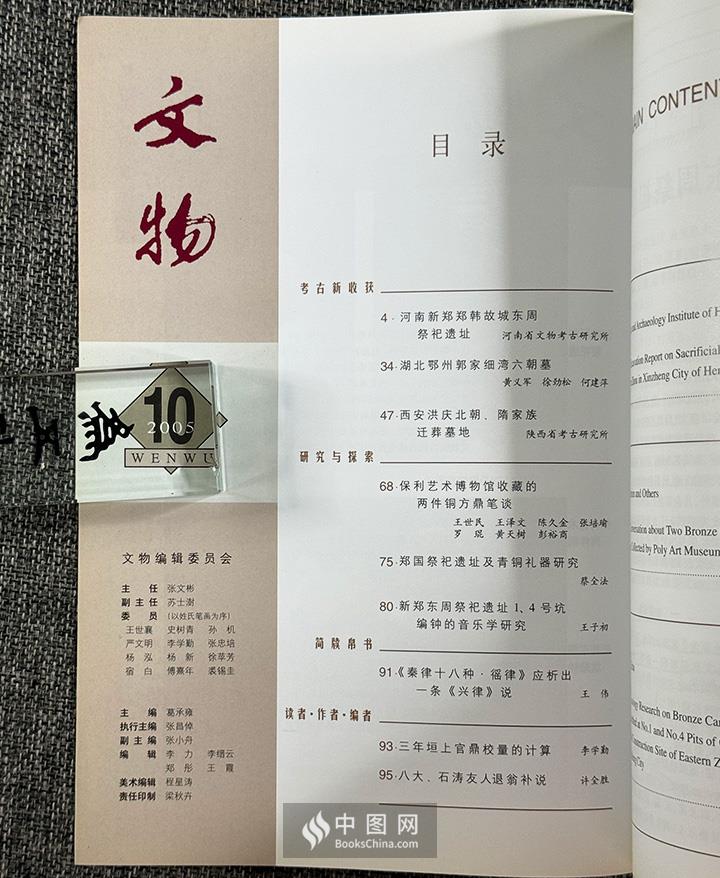 文物
10
2005
WENWU
文物编辑委员会
主 任 张文彬
副主任 苏士澍
委 员 (以姓氏笔画为序)
王世襄 史树青 孙 机
严文明 李学勤 张忠培
杨 泓 杨 新 徐苹芳
宿 白 傅熹年 裘锡圭
主 编 葛承雍
执行主编 张昌倬
副主编 张小舟
编 辑 李 力 李缙云
郑 彤 王 霞
美术编辑 程星涛
责任印制 梁秋卉
目 录
考古新收获
4·河南新郑郑韩故城东周
祭祀遗址 河南省文物考古研究所
34·湖北鄂州郭家细湾六朝墓
黄义军 徐劲松 何建萍
47·西安洪庆北朝、隋家族
迁葬墓地 陕西省考古研究所
研究与探索
68·保利艺术博物馆收藏的
两件铜方鼎笔谈
王世民 王泽文 陈久金 张培瑜
罗 琨 黄天树 彭裕商
75·郑国祭祀遗址及青铜礼器研究
蔡全法
80·新郑东周祭祀遗址1、4号坑
编钟的音乐学研究 王子初
简牍帛书
91·《秦律十八种·徭律》应析出
一条《兴律》说 王 伟
读者·作者·编者
93·三年垣上官鼎校量的计算 李学勤
95·八大、石涛友人退翁补说 许全胜
MAIN CONTENT
Archaeology Institute of H
Report on Sacrificial
in Xinzheng City of He
and Others
about Two Bronze
Collected by Poly Art Museum
Research on Bronze
at No.1 and No.4 Pits of
Construction Site of Eastern Z
City
中图网
BooksChina.com